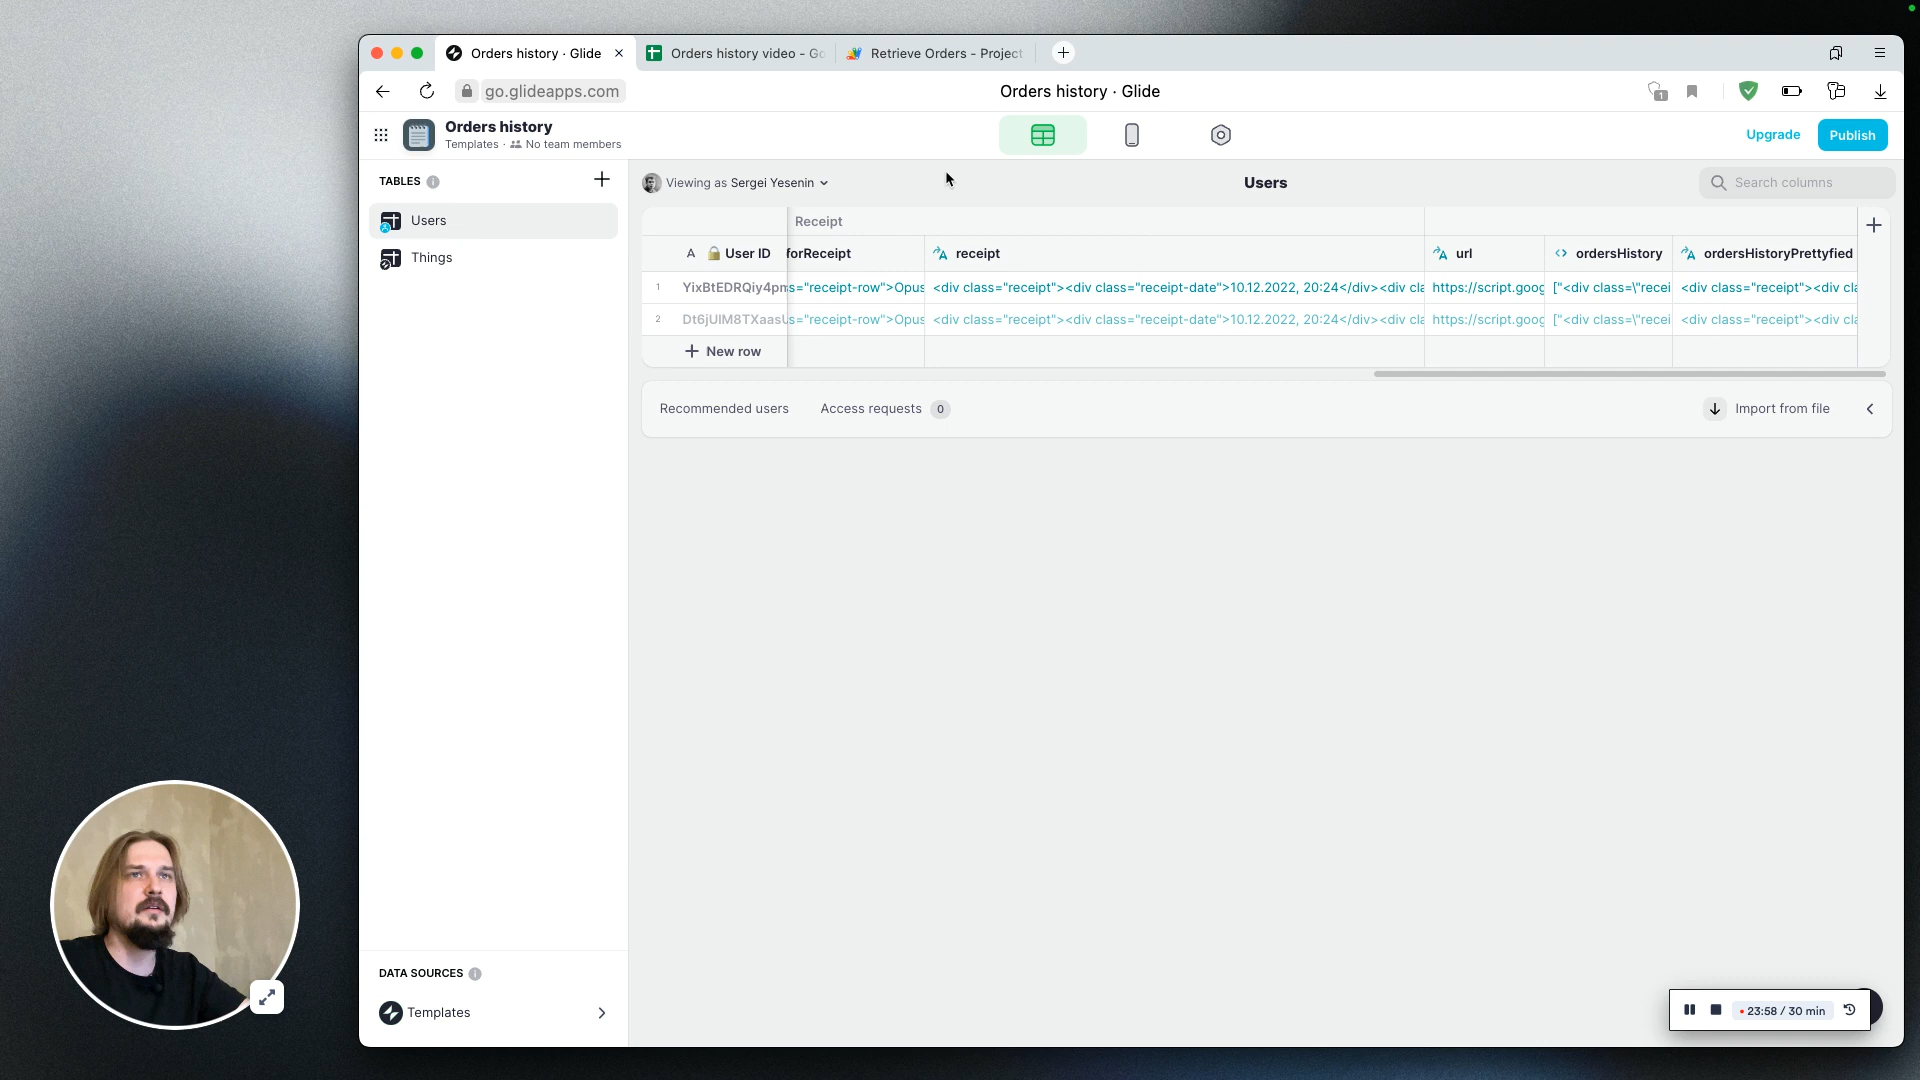 Orders history · Glide
Orders history video - Go
Retrieve Orders - Project
go.glideapps.com
Orders history · Glide
1
Orders history
Templates · No team members
Upgrade
Publish
TABLES
Users
Things
Viewing as Sergei Yesenin
Users
Search columns
Receipt
User ID
forReceipt
receipt
url
ordersHistory
ordersHistoryPrettyfied
1 YixBtEDRQiy4pm s="receipt-row">Opus <div class="receipt"><div class="receipt-date">10.12.2022, 20:24</div><div cla https://script.goog ["<div class=\"recei <div class="receipt"><div cla
2 Dt6jUIM8TXaasU s="receipt-row">Opus <div class="receipt"><div class="receipt-date">10.12.2022, 20:24</div><div cla https://script.goog ["<div class=\"recei <div class="receipt"><div cla
New row
Recommended users
Access requests 0
Import from file
DATA SOURCES
Templates
23:58 / 30 min